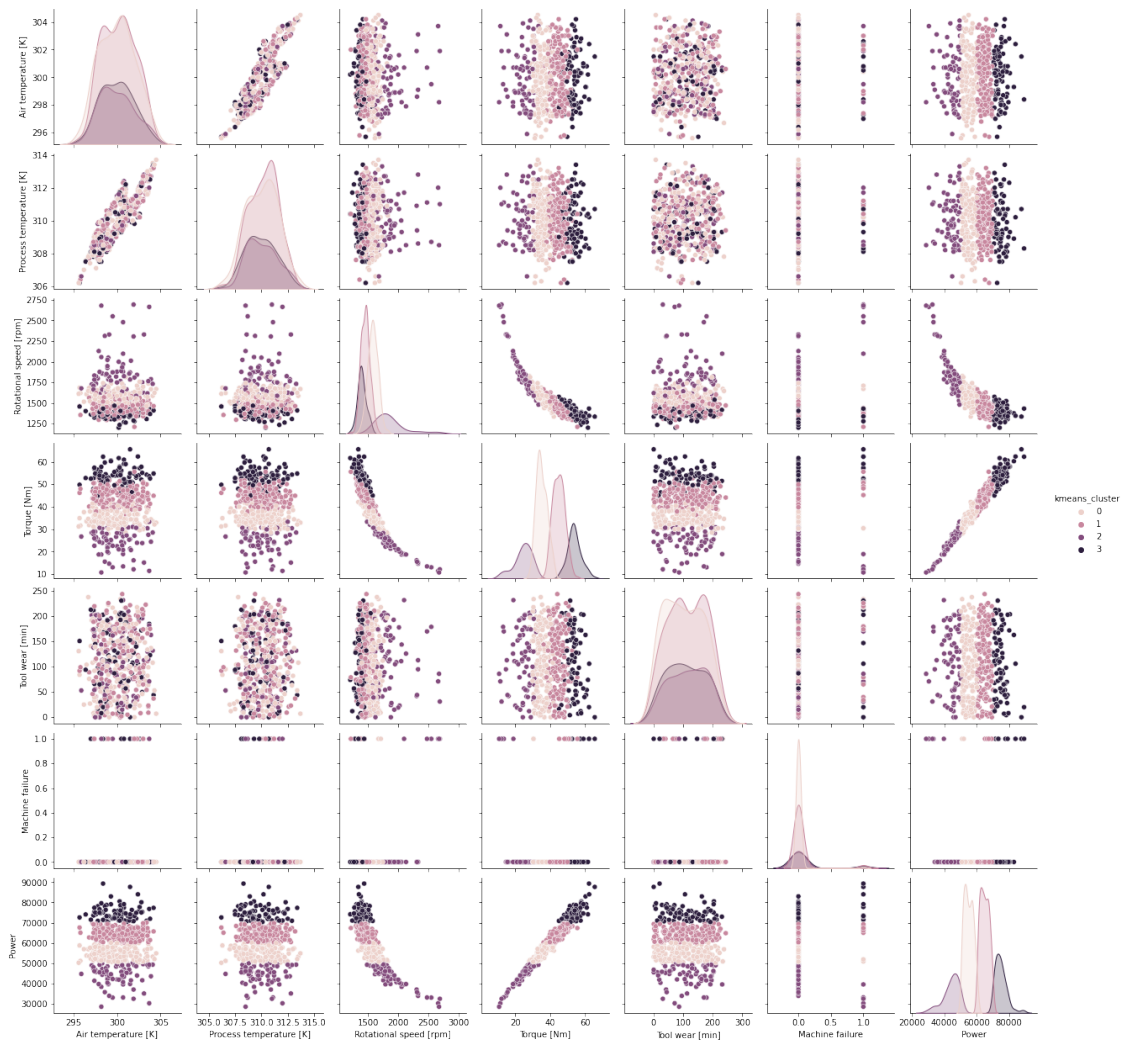 304
302
300
298
296
Air temperature [K]
314
312
310
308
306
Process temperature [K]
2750
2500
2250
2000
1750
1500
1250
Rotational speed [rpm]
60
50
40
30
20
10
Torque [Nm]
kmeans_cluster
0
1
2
3
250
200
150
100
50
0
Tool wear [min]
1.0
0.8
0.6
0.4
0.2
0.0
Machine failure
90000
80000
70000
60000
50000
40000
30000
Power
295 300 305
305.0 307.5 310.0 312.5 315.0
1500 2000 2500 3000
20 40 60
0 100 200 300
0.0 0.5 1.0
20000 40000 60000 80000
Air temperature [K]
Process temperature [K]
Rotational speed [rpm]
Torque [Nm]
Tool wear [min]
Machine failure
Power